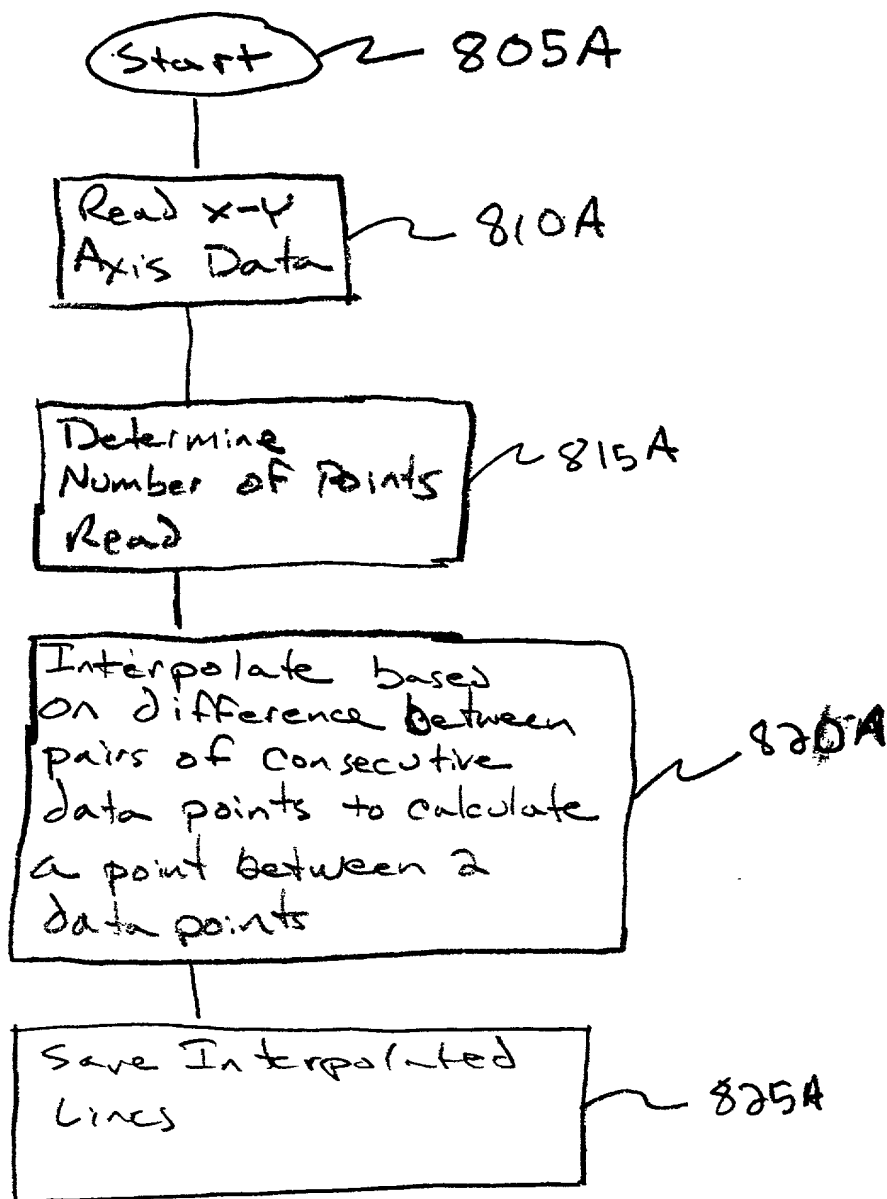 Start
805A
Read X-Y
Axis Data
810A
Determine
Number of Points
Read
815A
Interpolate based
on difference between
pairs of consecutive
data points to calculate
a point between 2
data points
820A
Save Interpolated
Lines
825A